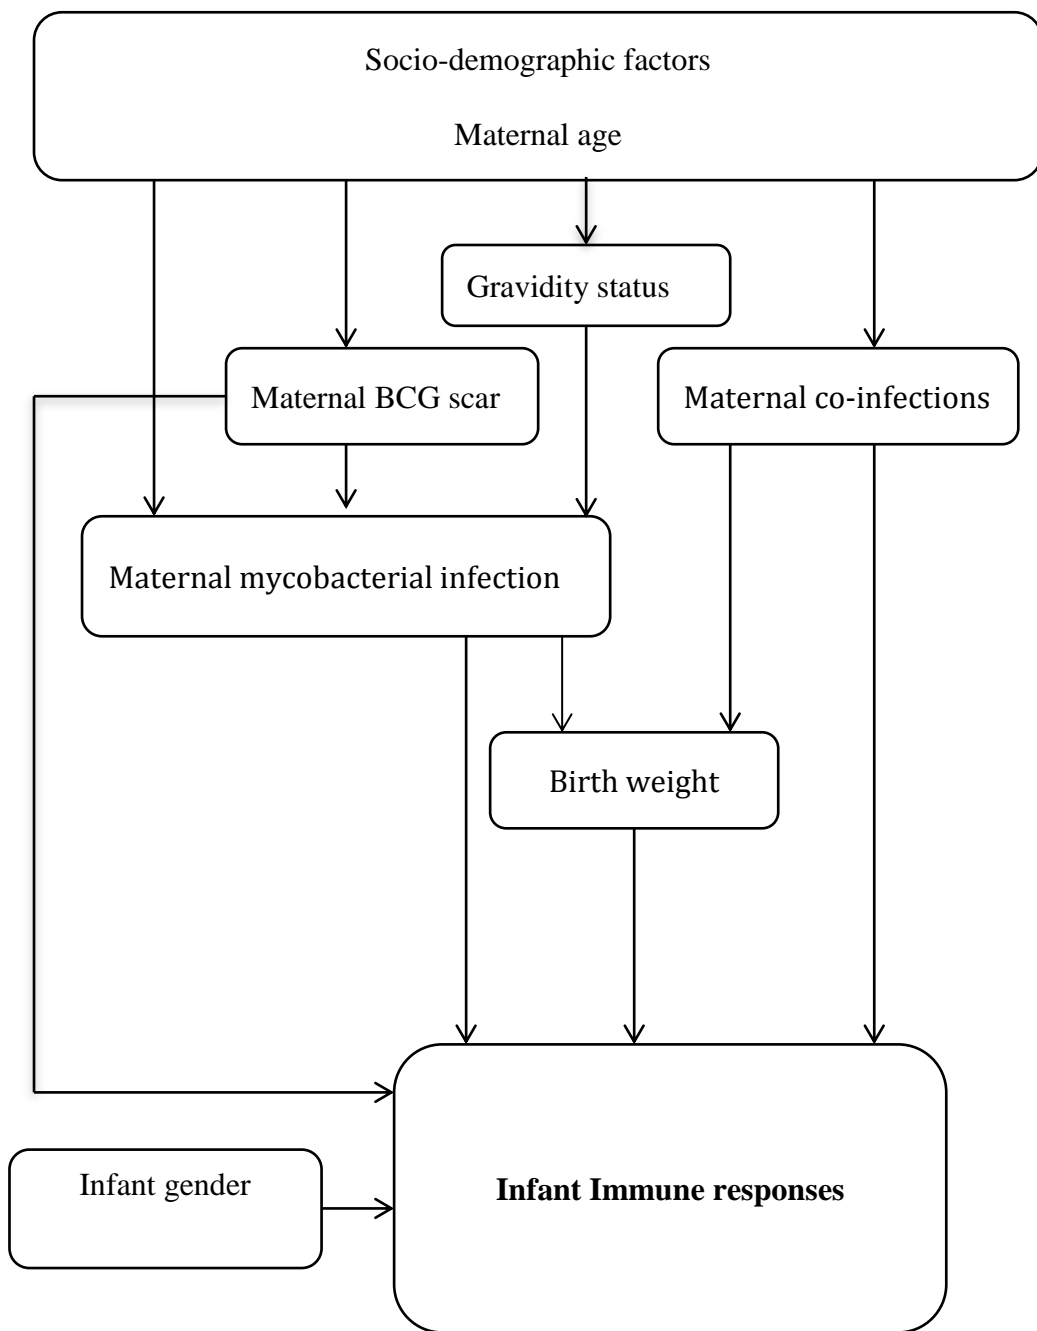 Socio-demographic factors
Maternal age
Gravidity status
Maternal BCG scar
Maternal co-infections
Maternal mycobacterial infection
Birth weight
Infant gender
Infant Immune responses